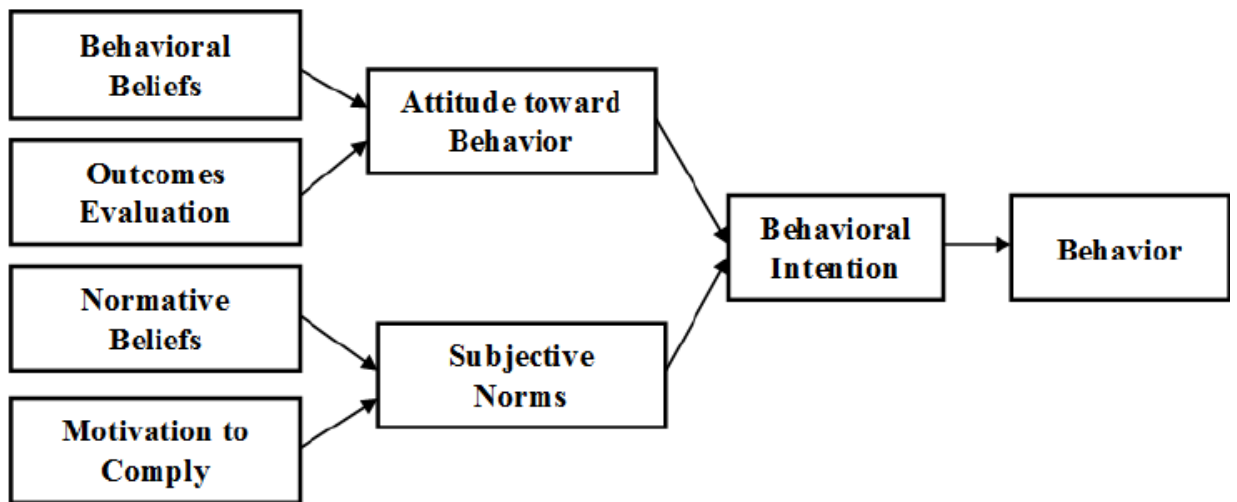 Behavioral
Beliefs
Outcomes
Evaluation
Normative
Beliefs
Motivation to
Comply
Attitude toward
Behavior
Subjective
Norms
Behavioral
Intention
Behavior